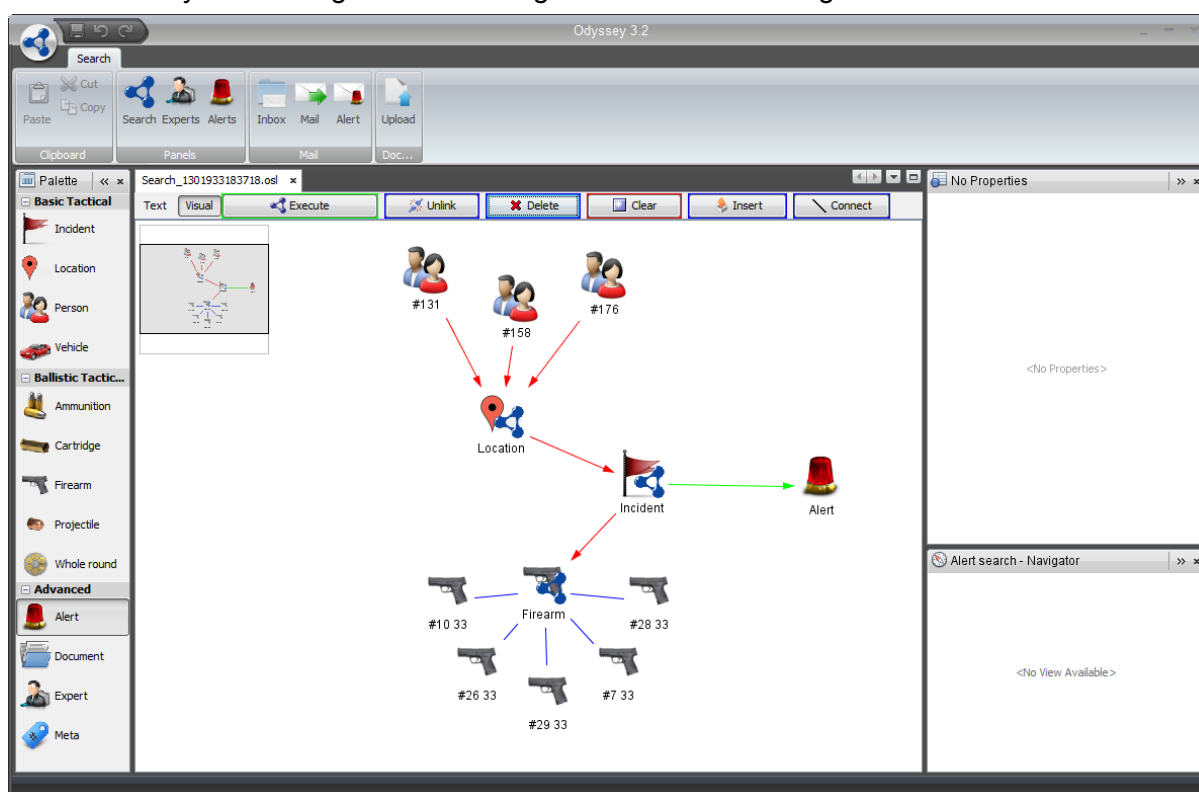 Odyssey 3.2
Search
Paste
Cut
Copy
Search Experts Alerts
Inbox Mail Alert
Upload
Clipboard
Panels
Mail
Doc...
Palette
Search_1301933183718.osl
No Properties
Basic Tactical
Text Visual Execute Unlink Delete Clear Insert Connect
Incident
Location
Person
Vehicle
Ballistic Tactic...
Ammunition
Cartridge
Firearm
Projectile
Whole round
Advanced
Alert
Document
Expert
Meta
#131
#158
#176
Location
Incident
Alert
Firearm
#10 33
#28 33
#26 33
#7 33
#29 33
<No Properties>
Alert search - Navigator
<No View Available>